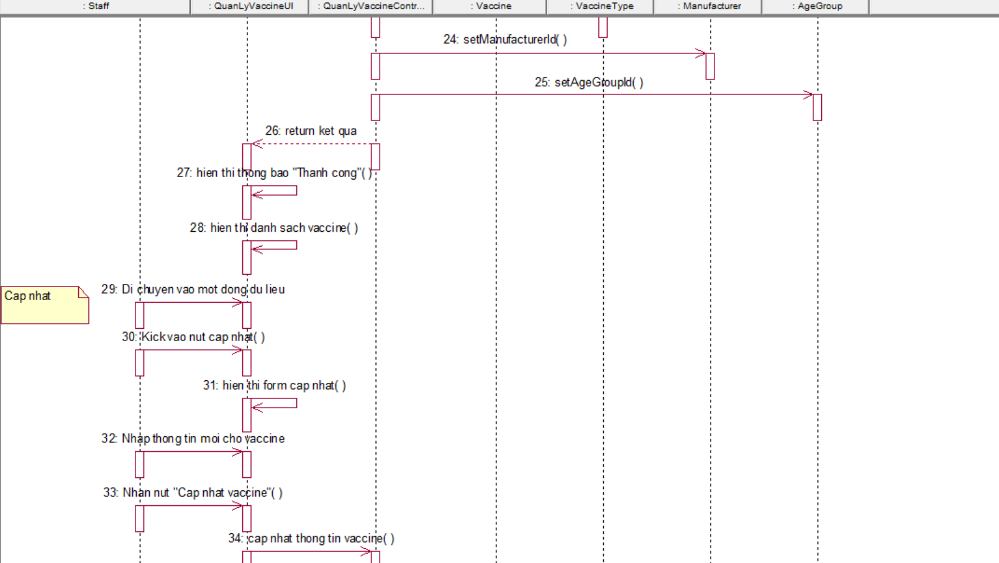 : Staff
: QuanLyVaccineUI
: QuanLyVaccineContr...
: Vaccine
: VaccineType
: Manufacturer
: AgeGroup
24: setManufacturerId( )
25: setAgeGroupId( )
26: return ket qua
27: hien thi thong bao "Thanh cong"( )
28: hien thi danh sach vaccine( )
Cap nhat
29: Di chuyen vao mot dong du lieu
30: Kick vao nut cap nhat( )
31: hien thi form cap nhat( )
32: Nhap thong tin moi cho vaccine
33: Nhan nut "Cap nhat vaccine"( )
34: cap nhat thong tin vaccine( )